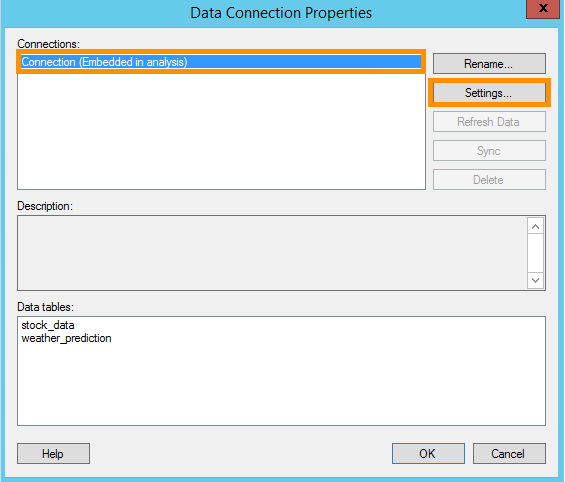 Data Connection Properties
x
Connections:
Connection (Embedded in analysis)
Rename...
Settings...
Refresh Data
Sync
Delete
Description:
Data tables:
stock_data
weather_prediction
Help
OK
Cancel